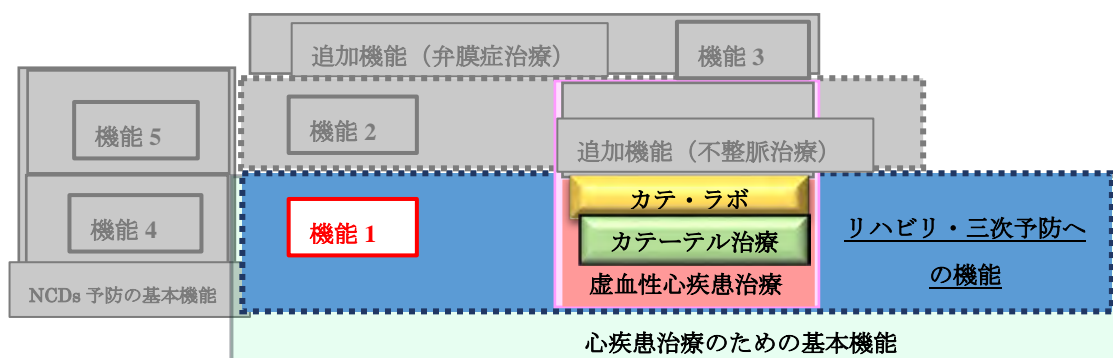 追加機能（弁膜症治療）
機能 3
機能 5
機能 2
追加機能（不整脈治療）
カテ・ラボ
機能 4
機能 1
カテーテル治療
リハビリ・三次予防へ
の機能
虚血性心疾患治療
NCDs 予防の基本機能
心疾患治療のための基本機能